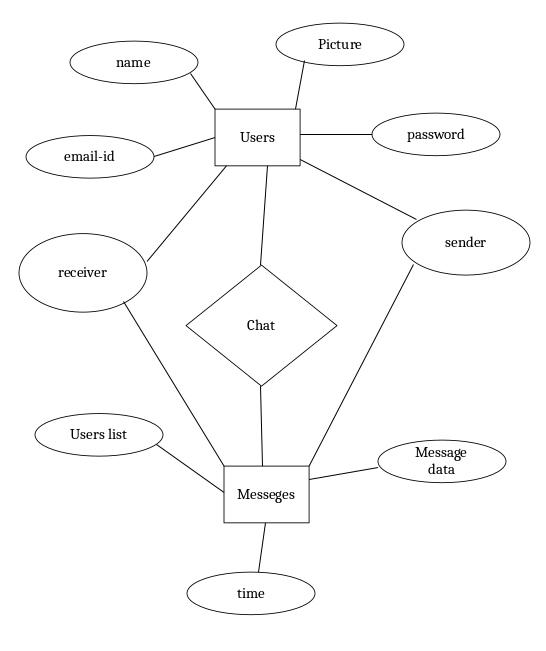 Picture
name
Users
password
email-id
sender
receiver
Chat
Users list
Message
data
Messeges
time